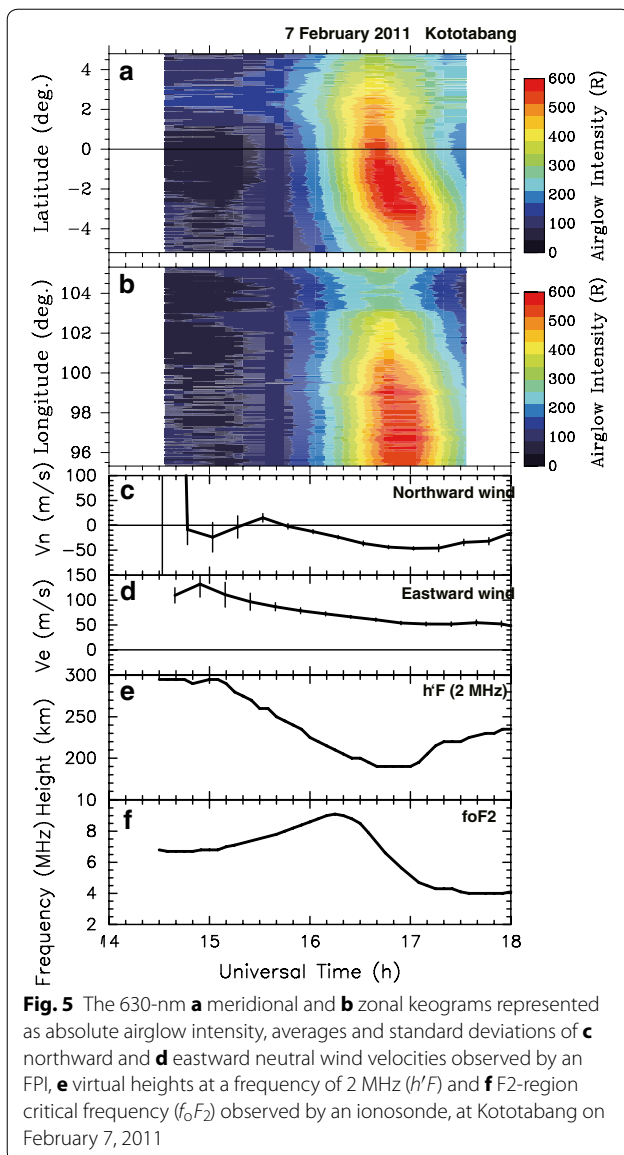 7 February 2011 Kototabang
a
Latitude (deg.)
4
2
0
-2
-4
600
500
400
300
200
100
0
Airglow Intensity (R)
b
Longitude (deg.)
104
102
100
98
96
600
500
400
300
200
100
0
Airglow Intensity (R)
c
Northward wind
Vn (m/s)
100
50
0
-50
d
Eastward wind
Ve (m/s)
150
100
50
0
e
h'F (2 MHz)
Height (km)
300
200
f
foF2
Frequency (MHz)
10
8
6
4
2
14 15 16 17 18
Universal Time (h)
Fig. 5 The 630-nm a meridional and b zonal keograms represented
as absolute airglow intensity, averages and standard deviations of c
northward and d eastward neutral wind velocities observed by an
FPI, e virtual heights at a frequency of 2 MHz (h′F) and f F2-region
critical frequency (foF2) observed by an ionosonde, at Kototabang on
February 7, 2011